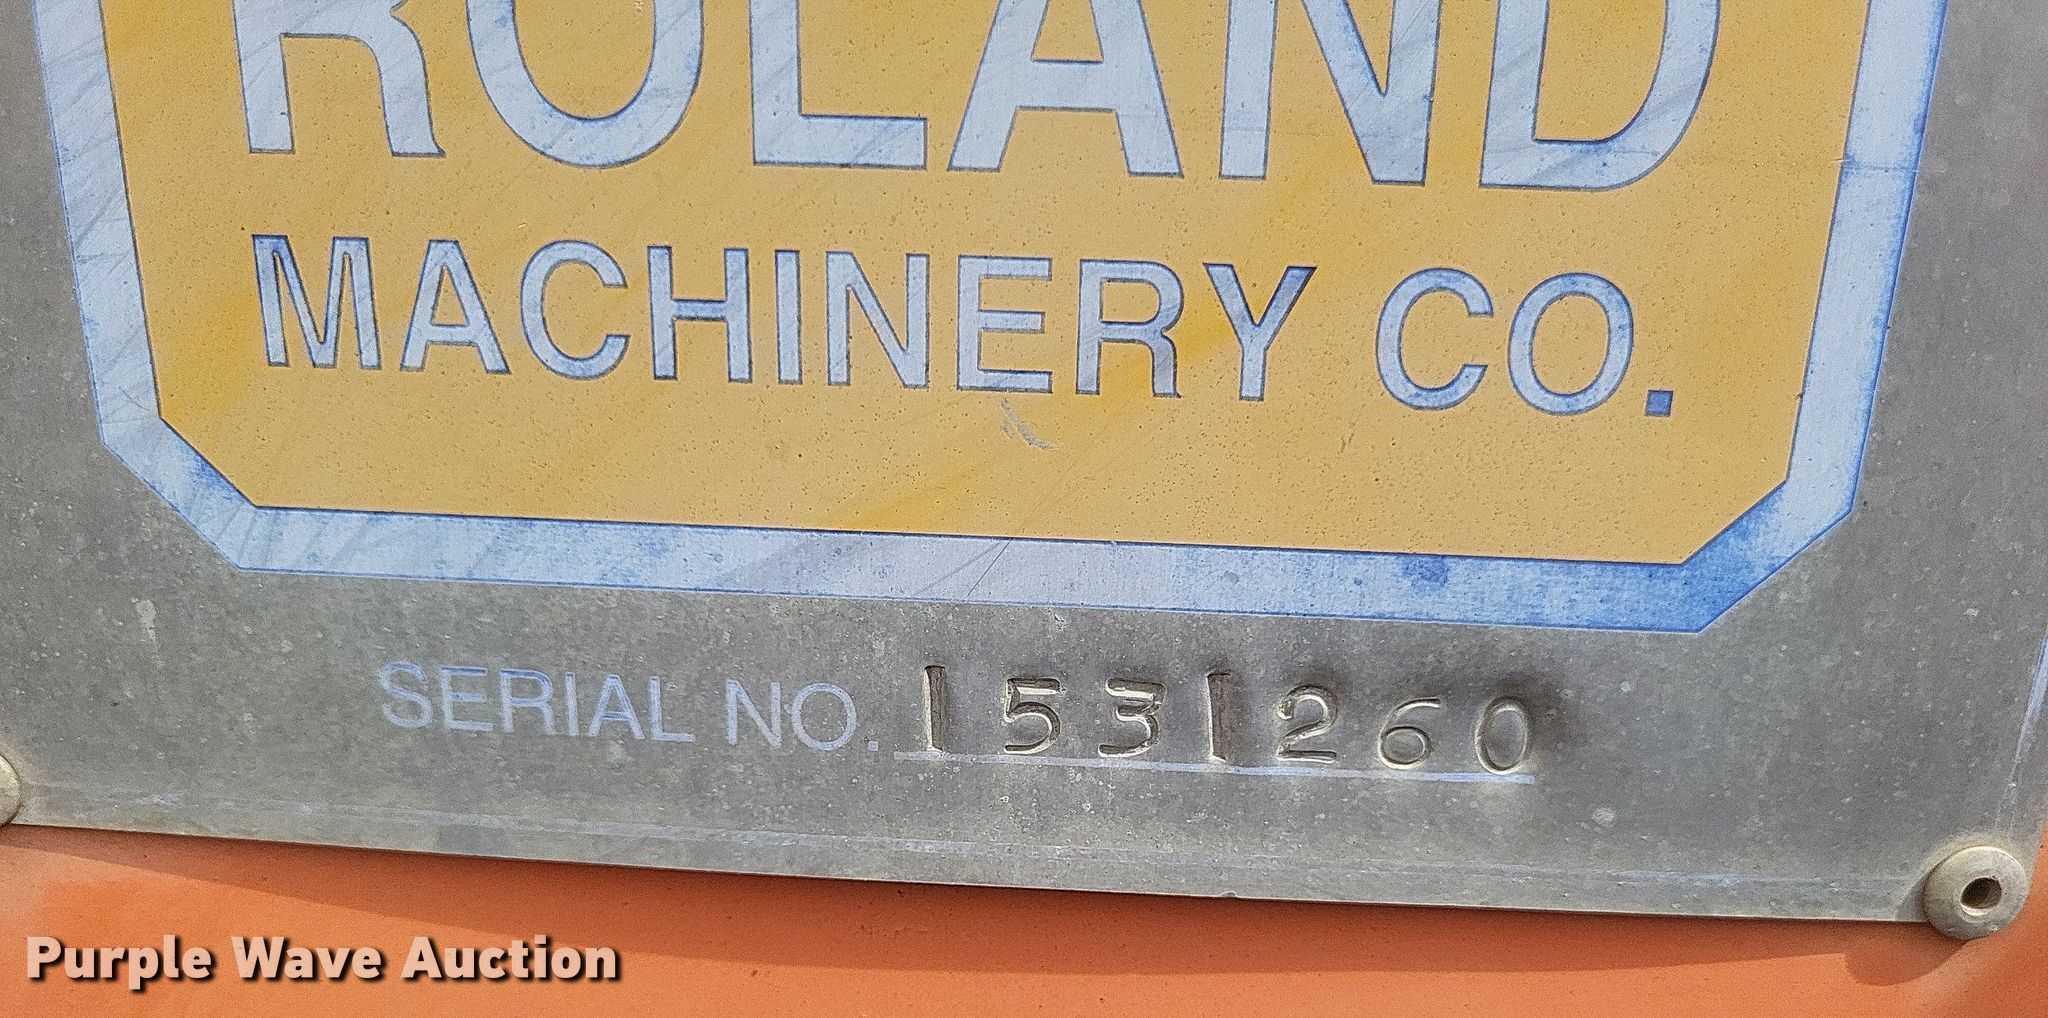 ROLAND
MACHINERY CO.
SERIAL NO. 1531260
Purple Wave Auction